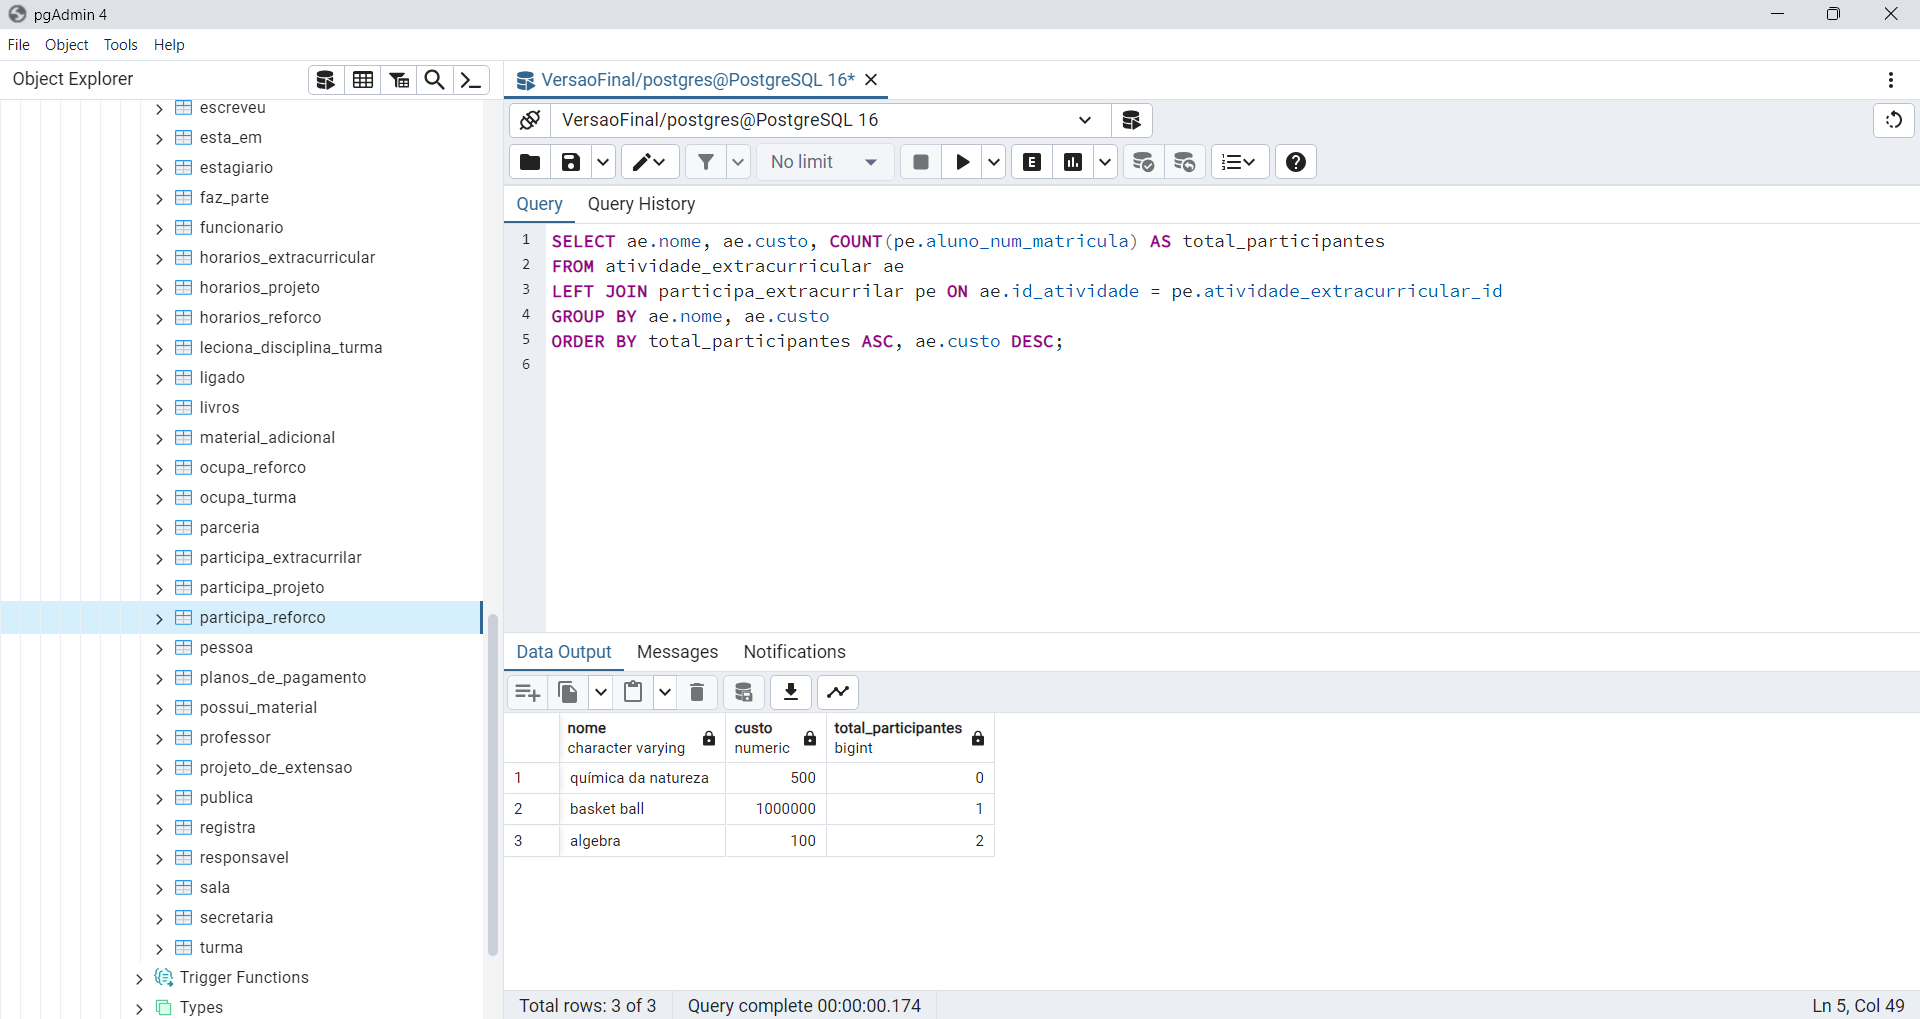 pgAdmin 4
File Object Tools Help
Object Explorer
escreveu
esta_em
estagiario
faz_parte
funcionario
horarios_extracurricular
horarios_projeto
horarios_reforco
leciona_disciplina_turma
ligado
livros
material_adicional
ocupa_reforco
ocupa_turma
parceria
participa_extracurrilar
participa_projeto
participa_reforco
pessoa
planos_de_pagamento
possui_material
professor
projeto_de_extensao
publica
registra
responsavel
sala
secretaria
turma
Trigger Functions
Types
VersaoFinal/postgres@PostgreSQL 16*
VersaoFinal/postgres@PostgreSQL 16
No limit
E
Query Query History
1 SELECT ae.nome, ae.custo, COUNT(pe.aluno_num_matricula) AS total_participantes
2 FROM atividade_extracurricular ae
3 LEFT JOIN participa_extracurrilar pe ON ae.id_atividade = pe.atividade_extracurricular_id
4 GROUP BY ae.nome, ae.custo
5 ORDER BY total_participantes ASC, ae.custo DESC;
6
Data Output Messages Notifications
nome custo total_participantes
character varying numeric bigint
1 química da natureza 500 0
2 basket ball 1000000 1
3 algebra 100 2
Total rows: 3 of 3 Query complete 00:00:00.174 Ln 5, Col 49